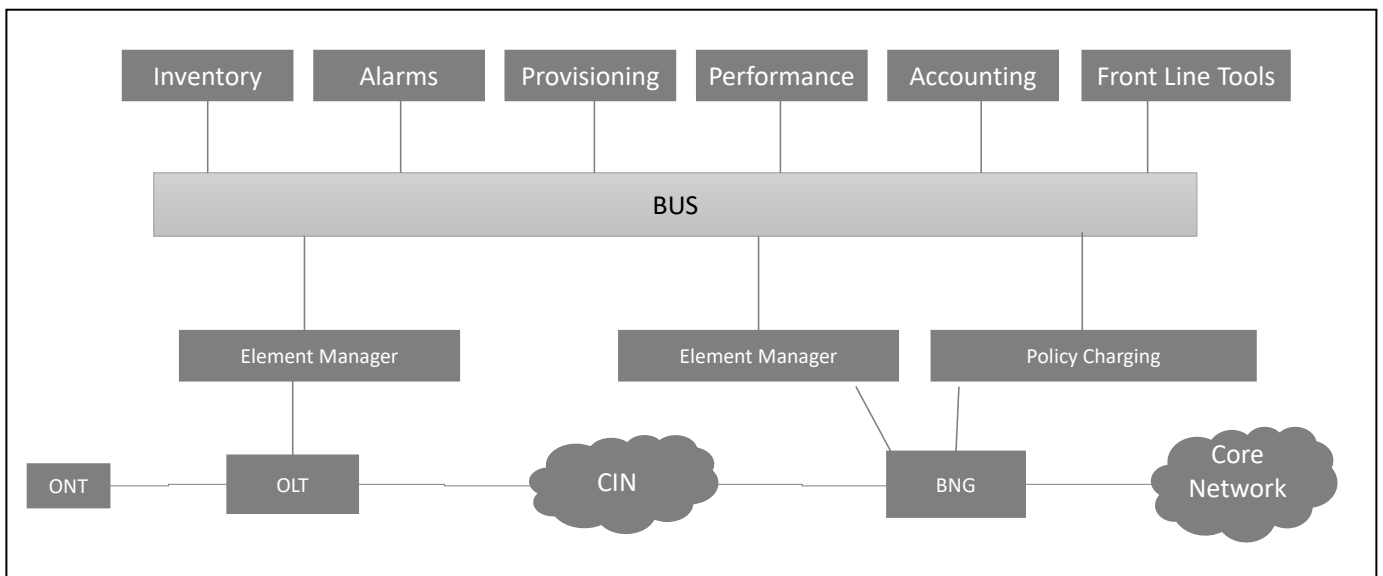 Inventory
Alarms
Provisioning
Performance
Accounting
Front Line Tools
BUS
Element Manager
Element Manager
Policy Charging
ONT
OLT
CIN
BNG
Core
Network